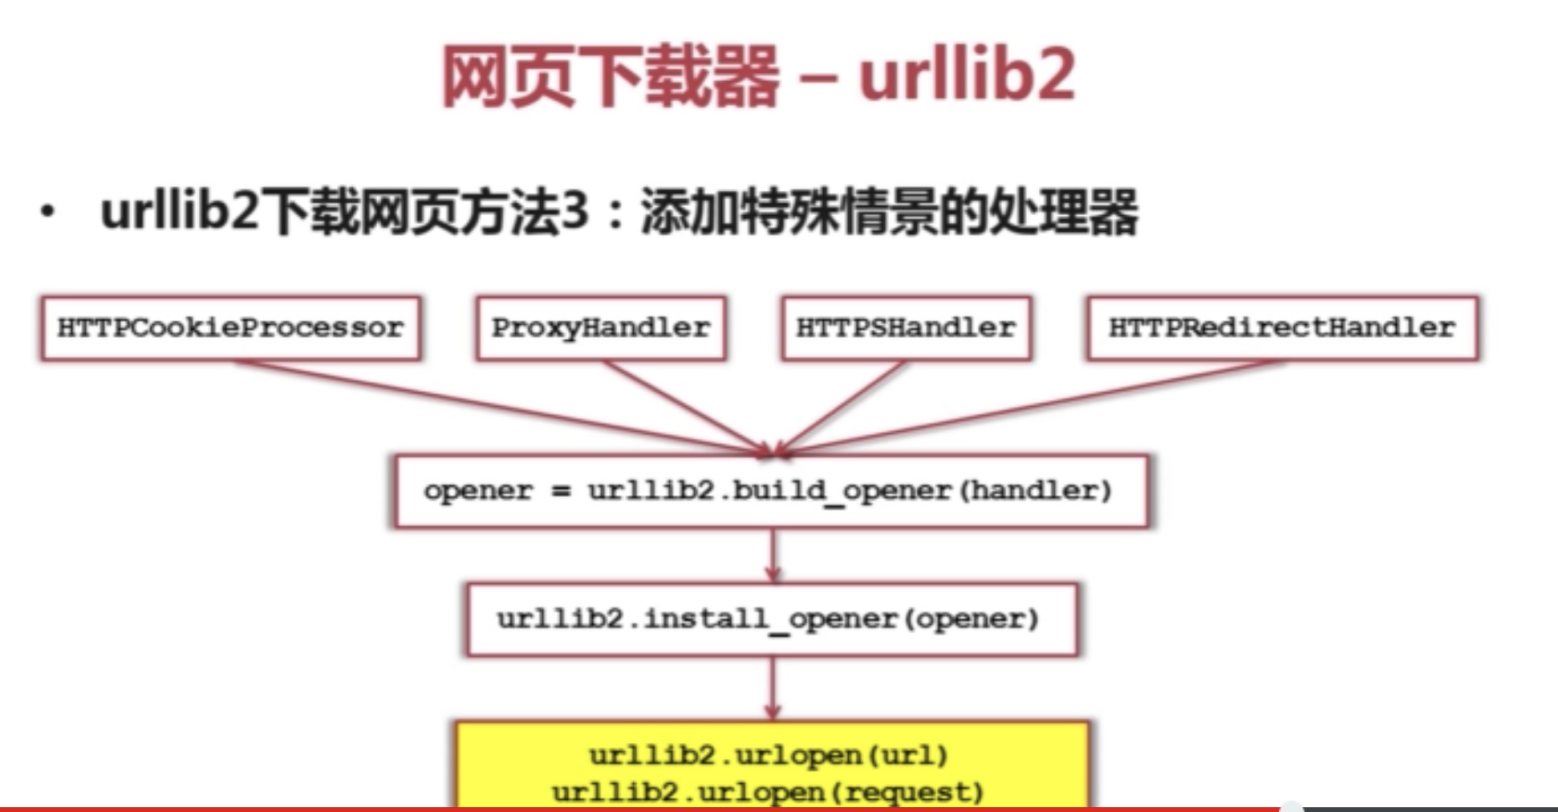 网页下载器 – urllib2
• urllib2下载网页方法3：添加特殊情景的处理器
HTTPCookieProcessor ProxyHandler HTTPSHandler HTTPRedirectHandler
opener = urllib2.build_opener(handler)
urllib2.install_opener(opener)
urllib2.urlopen(url)
urllib2.urlopen(request)